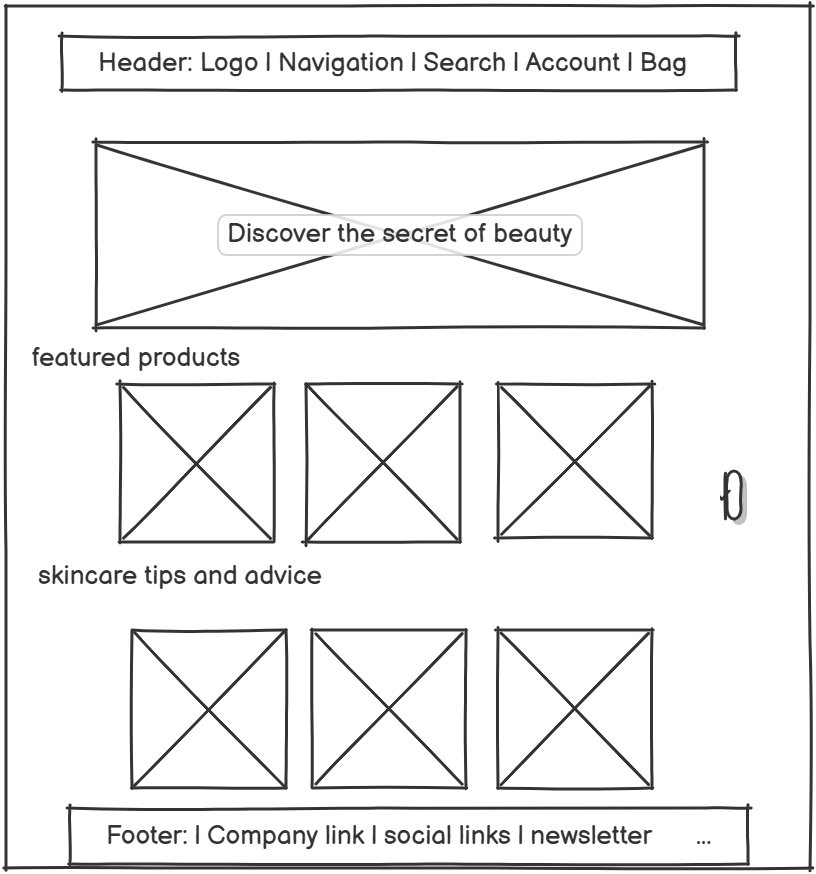 Header: Logo | Navigation | Search | Account | Bag
Discover the secret of beauty
featured products
skincare tips and advice
Footer: | Company link | social links | newsletter ...